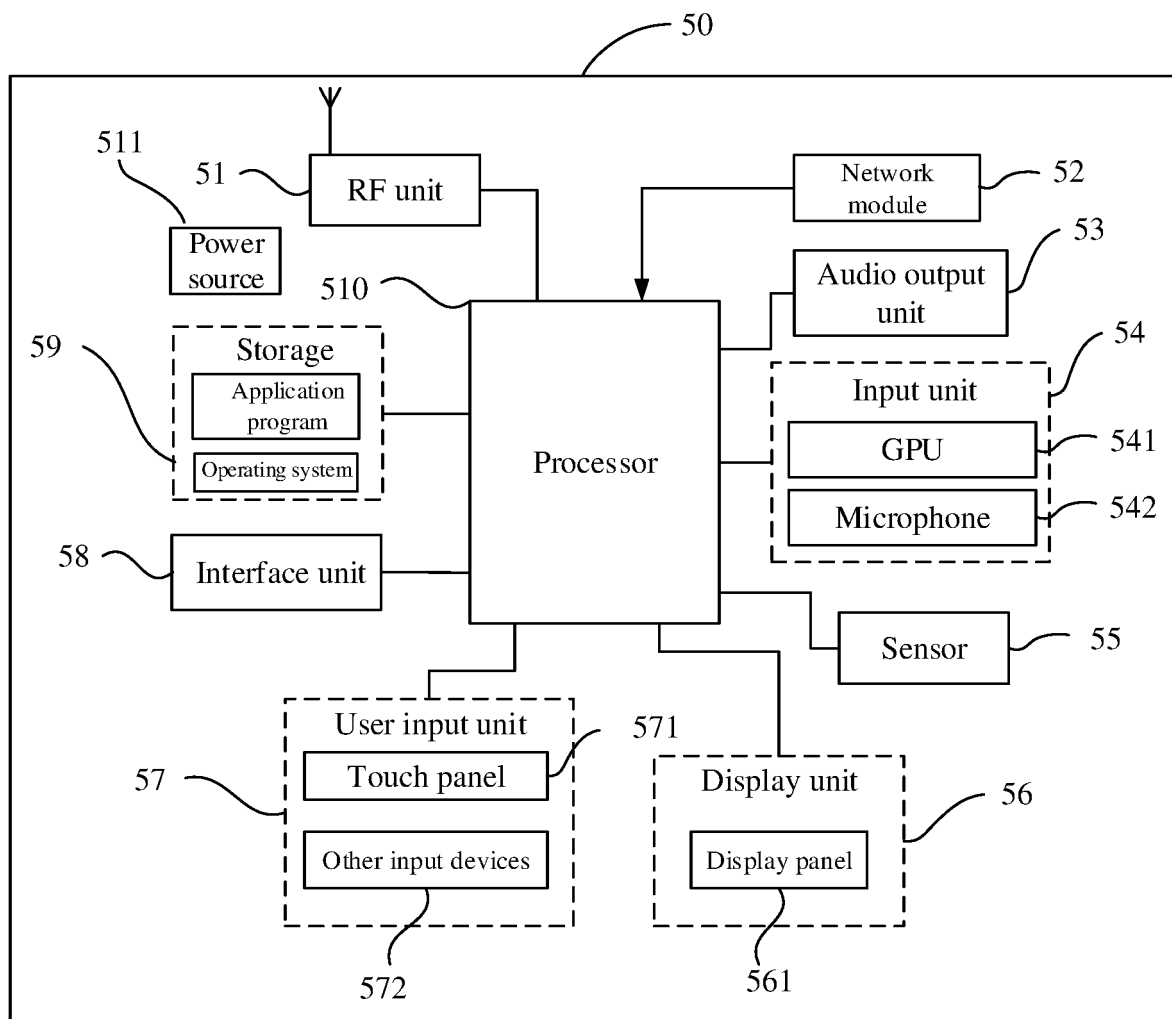 50
511
51
RF unit
Network
module
52
Power
source
53
Audio output
unit
510
54
59
Storage
Application
program
Operating system
Processor
Input unit
GPU
541
Microphone
542
58
Interface unit
Sensor
55
User input unit
571
Touch panel
57
Other input devices
572
Display unit
56
Display panel
561